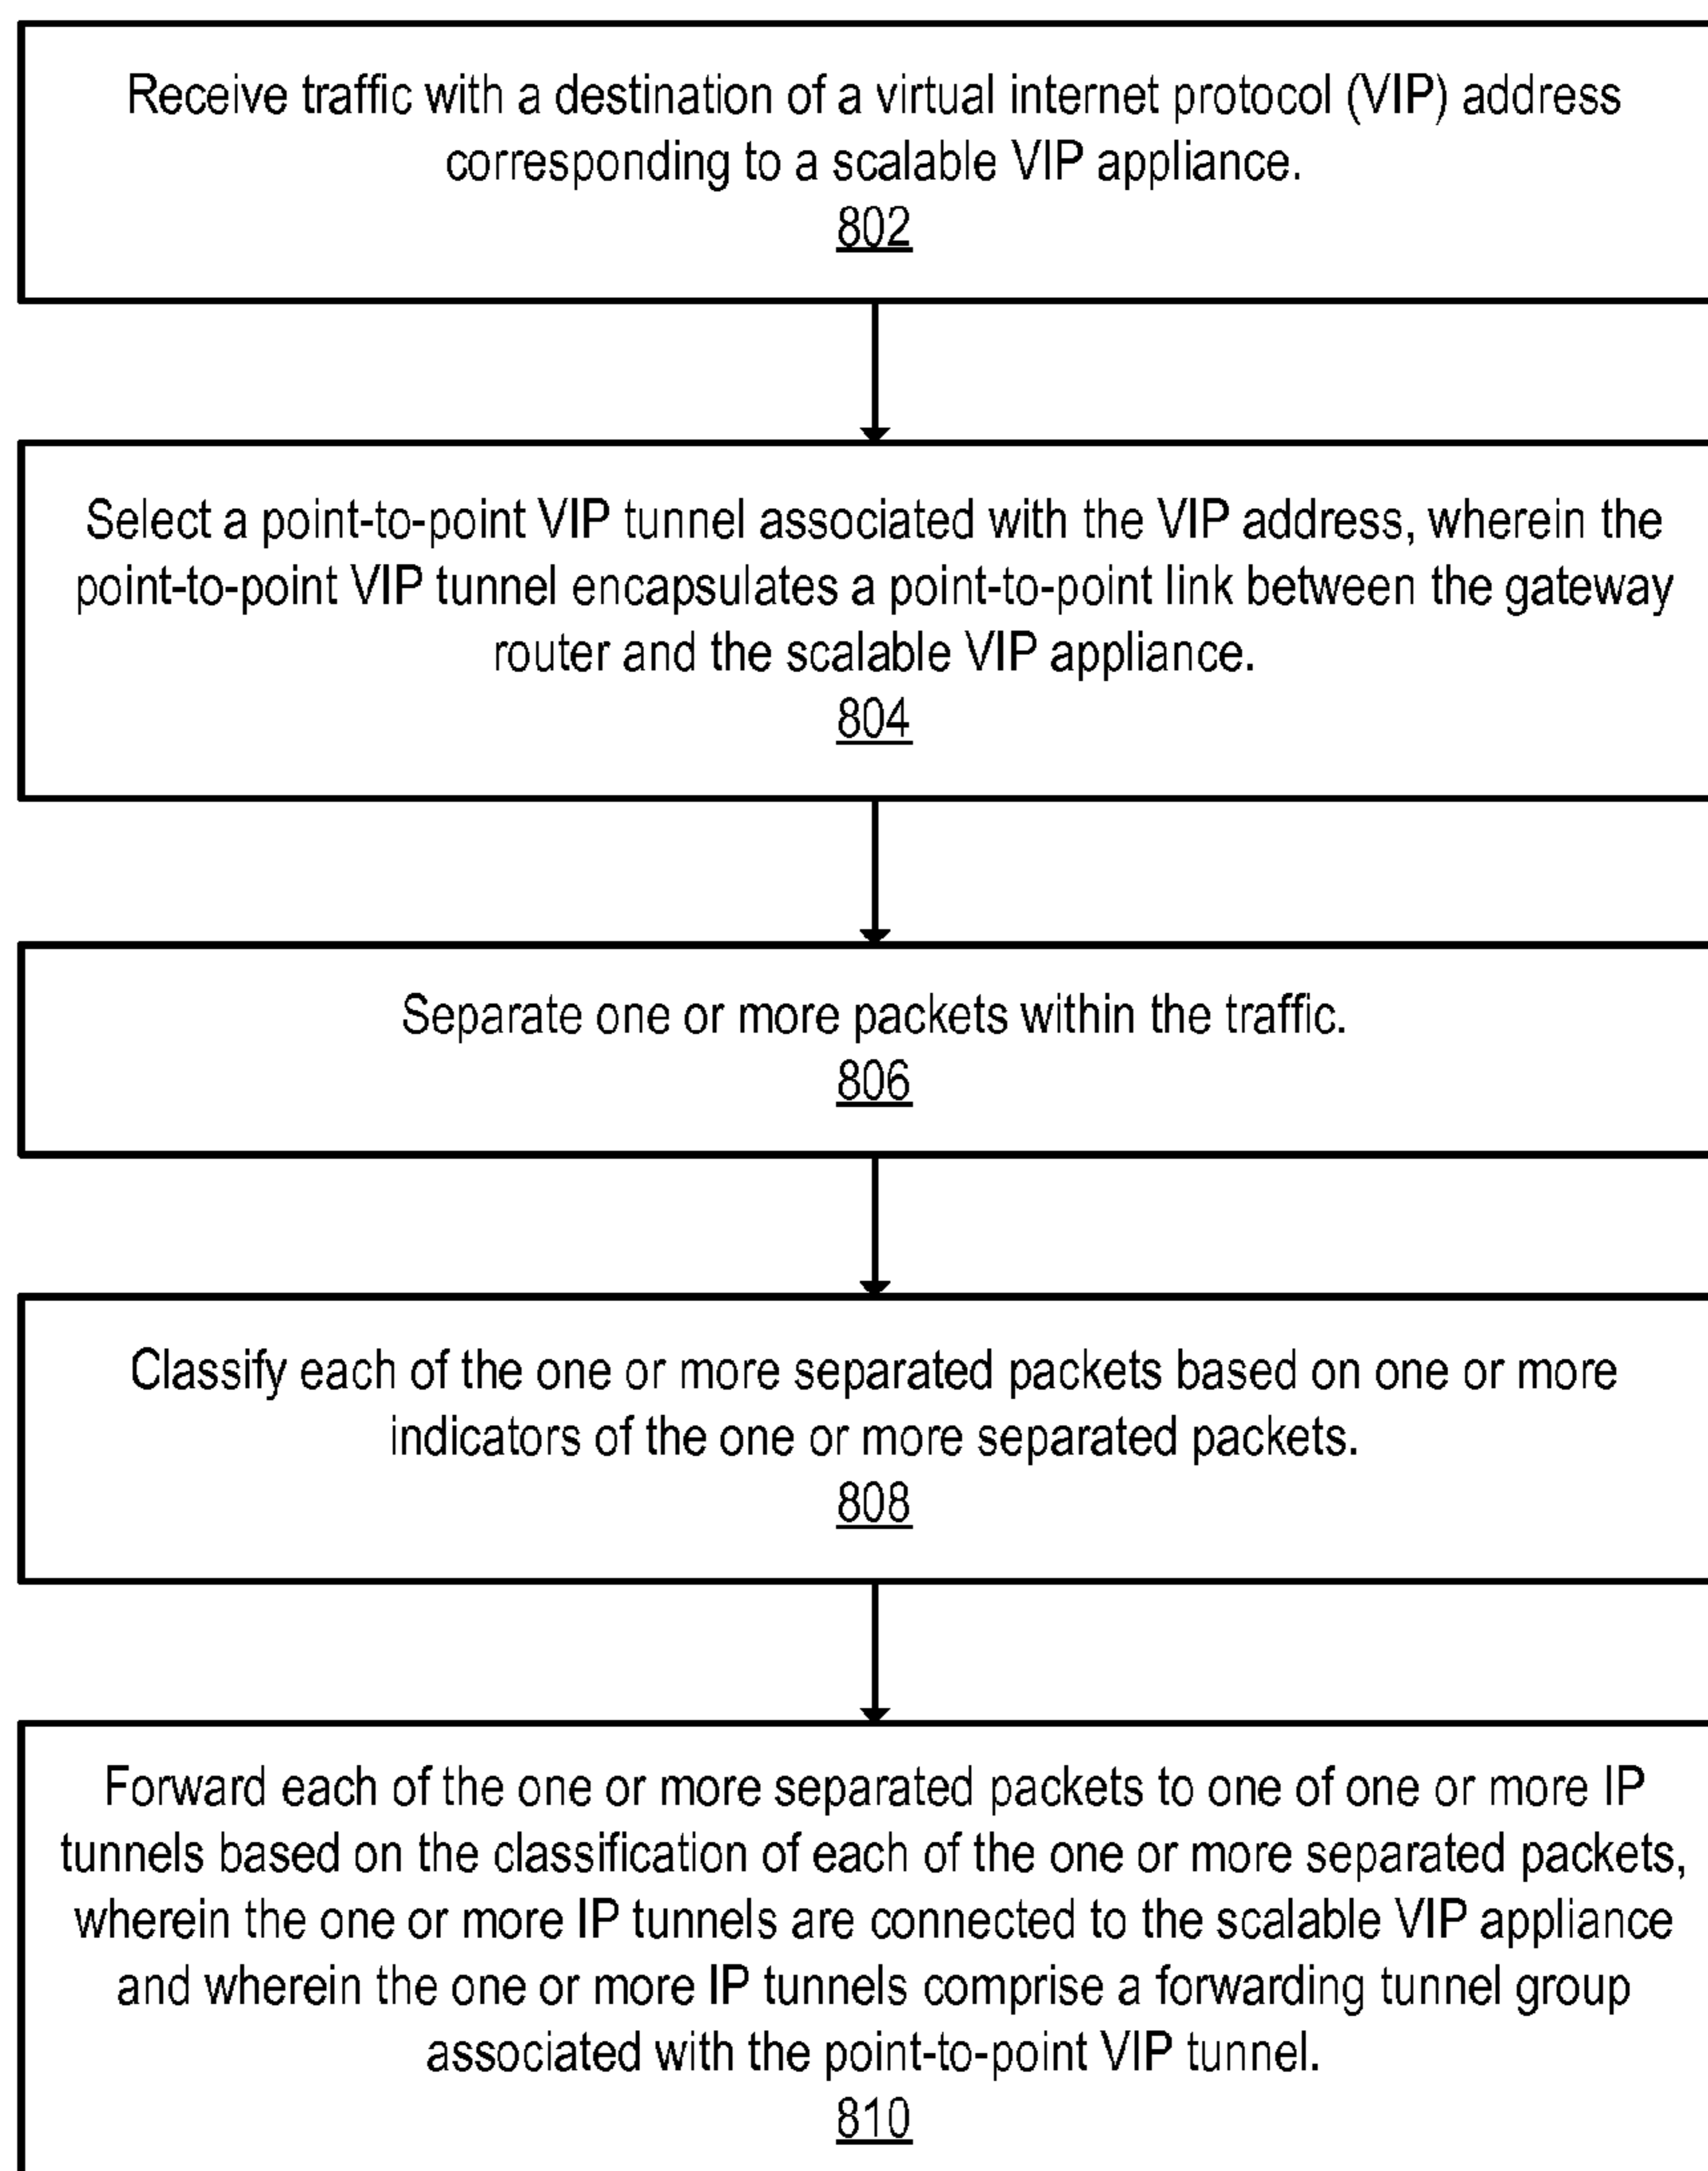 Receive traffic with a destination of a virtual internet protocol (VIP) address
corresponding to a scalable VIP appliance.
802
Select a point-to-point VIP tunnel associated with the VIP address, wherein the
point-to-point VIP tunnel encapsulates a point-to-point link between the gateway
router and the scalable VIP appliance.
804
Separate one or more packets within the traffic.
806
Classify each of the one or more separated packets based on one or more
indicators of the one or more separated packets.
808
Forward each of the one or more separated packets to one of one or more IP
tunnels based on the classification of each of the one or more separated packets,
wherein the one or more IP tunnels are connected to the scalable VIP appliance
and wherein the one or more IP tunnels comprise a forwarding tunnel group
associated with the point-to-point VIP tunnel.
810